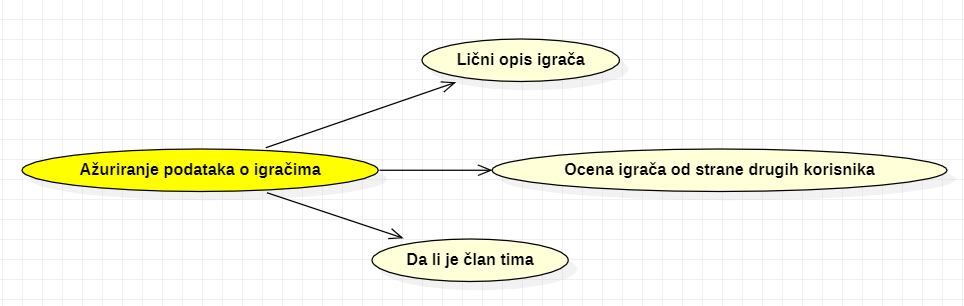 Lični opis igrača
Ažuriranje podataka o igračima
Ocena igrača od strane drugih korisnika
Da li je član tima